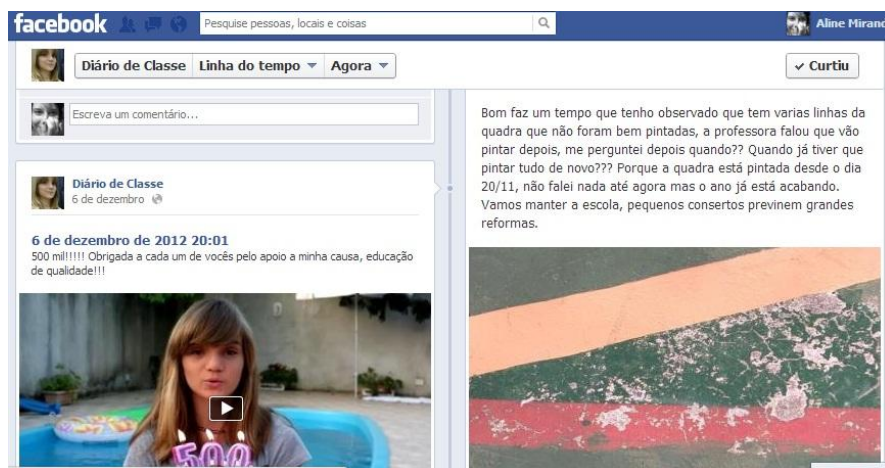 facebook
Pesquise pessoas, locais e coisas
Aline Miranc
Diário de Classe
Linha do tempo
Agora
✓ Curtiu
Escreva um comentário...
Diário de Classe
6 de dezembro
6 de dezembro de 2012 20:01
500 mil!!!!! Obrigada a cada um de vocês pelo apoio a minha causa, educação
de qualidade!!!
500
Bom faz um tempo que tenho observado que tem varias linhas da
quadra que não foram bem pintadas, a professora falou que vão
pintar depois, me perguntei depois quando?? Quando já tiver que
pintar tudo de novo??? Porque a quadra está pintada desde o dia
20/11, não falei nada até agora mas o ano já está acabando.
Vamos manter a escola, pequenos consertos previnem grandes
reformas.